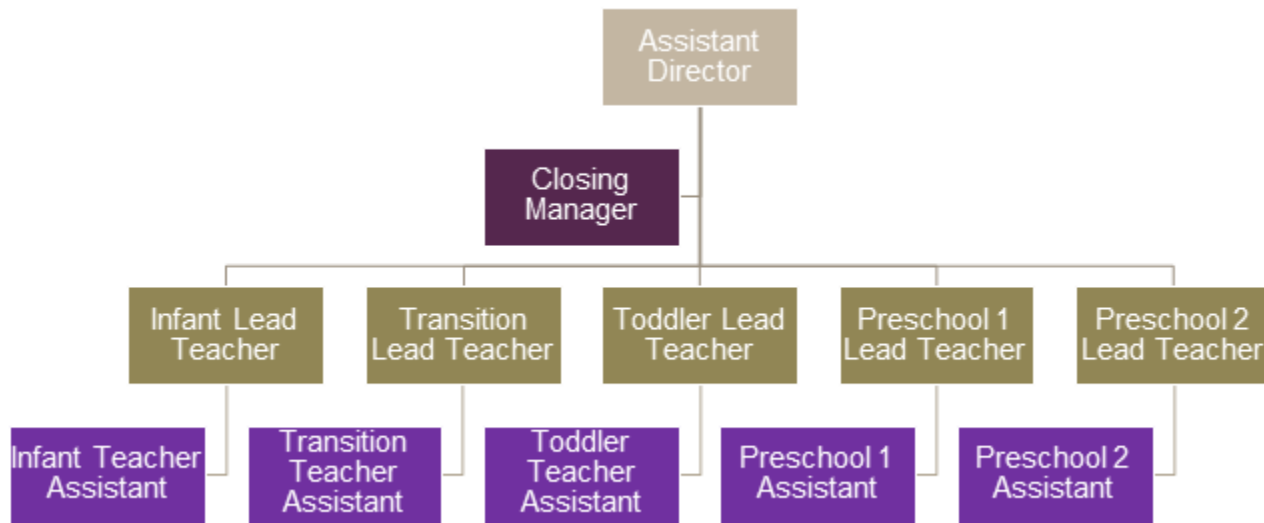 Assistant
Director
Closing
Manager
Infant Lead
Teacher
Transition
Lead Teacher
Toddler Lead
Teacher
Preschool 1
Lead Teacher
Preschool 2
Lead Teacher
Infant Teacher
Assistant
Transition
Teacher
Assistant
Toddler
Teacher
Assistant
Preschool 1
Assistant
Preschool 2
Assistant